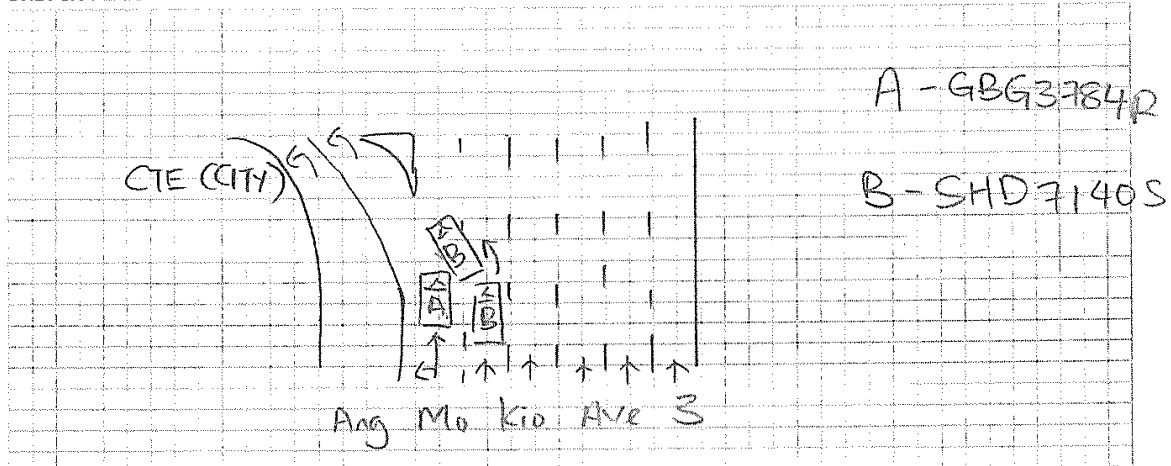 A - GBG3784R
CTE (CITY)
B - SHD7140S
B
A
B
Ang Mo Kio Ave 3